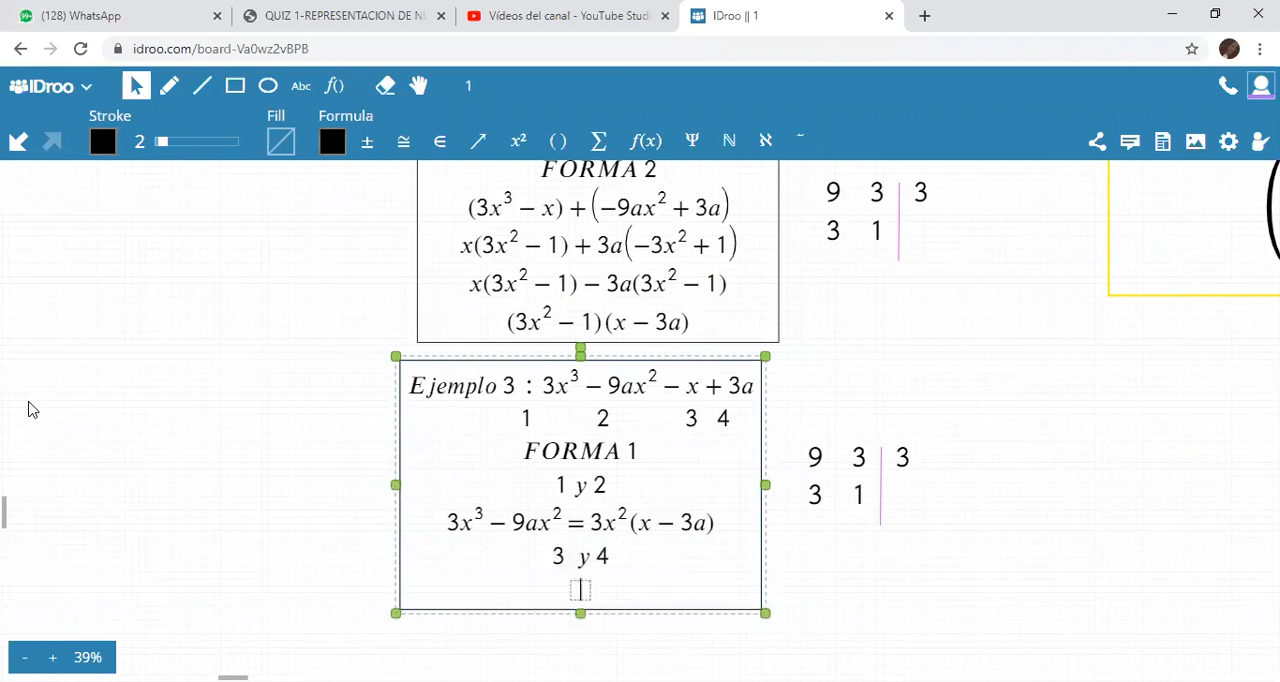 (128) WhatsApp
QUIZ 1-REPRESENTACION DE NU
Vídeos del canal - YouTube Studi
IDroo || 1
idroo.com/board-Va0wz2vBPB
IDroo
Abc
f()
1
Stroke
Fill
Formula
2
± ≅ ∈ x² ( ) ∑ f(x) Ψ ℕ ℵ ~
FORMA 2
(3x³ − x) + (−9ax² + 3a)
x(3x² − 1) + 3a(−3x² + 1)
x(3x² − 1) − 3a(3x² − 1)
(3x² − 1)(x − 3a)
9 3 3
3 1
Ejemplo 3 : 3x³ − 9ax² − x + 3a
1 2 3 4
FORMA 1
1 y 2
3x³ − 9ax² = 3x²(x − 3a)
3 y 4
9 3 3
3 1
- + 39%